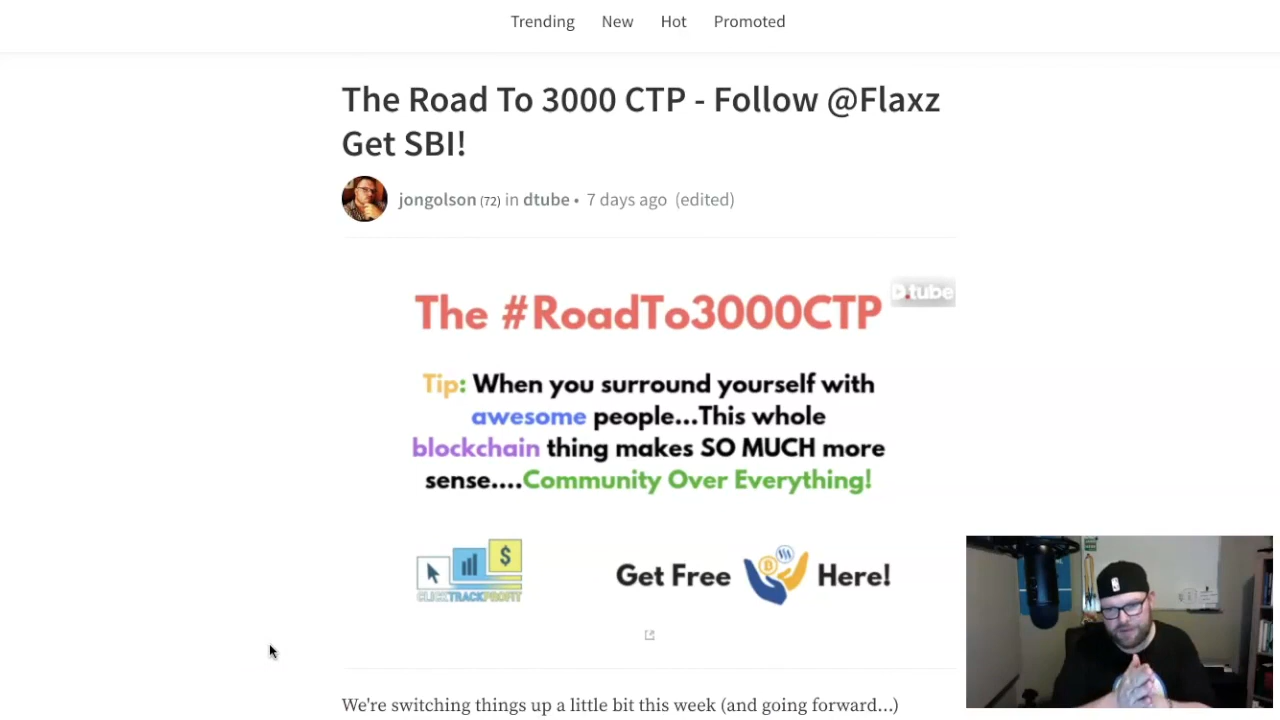 Trending New Hot Promoted
The Road To 3000 CTP - Follow @Flaxz
Get SBI!
jongolson (72) in dtube • 7 days ago (edited)
D.tube
The #RoadTo3000CTP
Tip: When you surround yourself with
awesome people...This whole
blockchain thing makes SO MUCH more
sense....Community Over Everything!
CLICKTRACKPROFIT
Get Free Here!
We're switching things up a little bit this week (and going forward...)